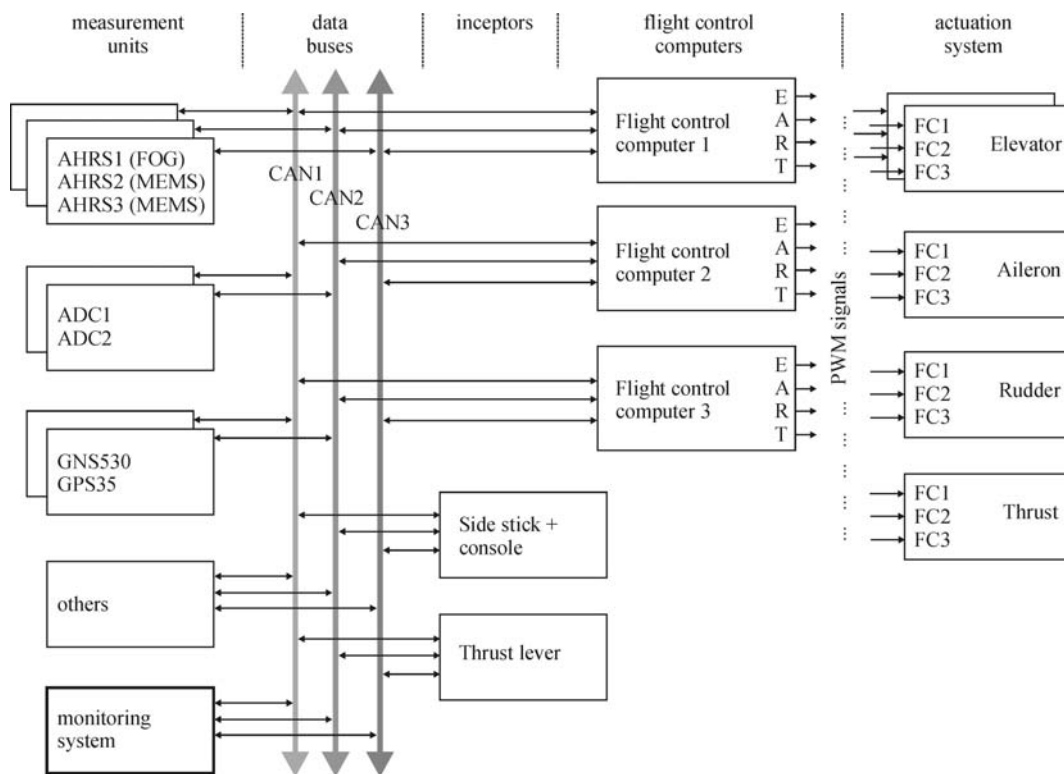 measurement
units
data
buses
inceptors
flight control
computers
actuation
system
AHRS1 (FOG)
AHRS2 (MEMS)
AHRS3 (MEMS)
CAN1
CAN2
CAN3
Flight control
computer 1
E
A
R
T
FC1
FC2
FC3
Elevator
ADC1
ADC2
Flight control
computer 2
E
A
R
T
FC1
FC2
FC3
Aileron
PWM signals
GNS530
GPS35
Flight control
computer 3
E
A
R
T
FC1
FC2
FC3
Rudder
Side stick +
console
FC1
FC2
FC3
Thrust
others
Thrust lever
monitoring
system